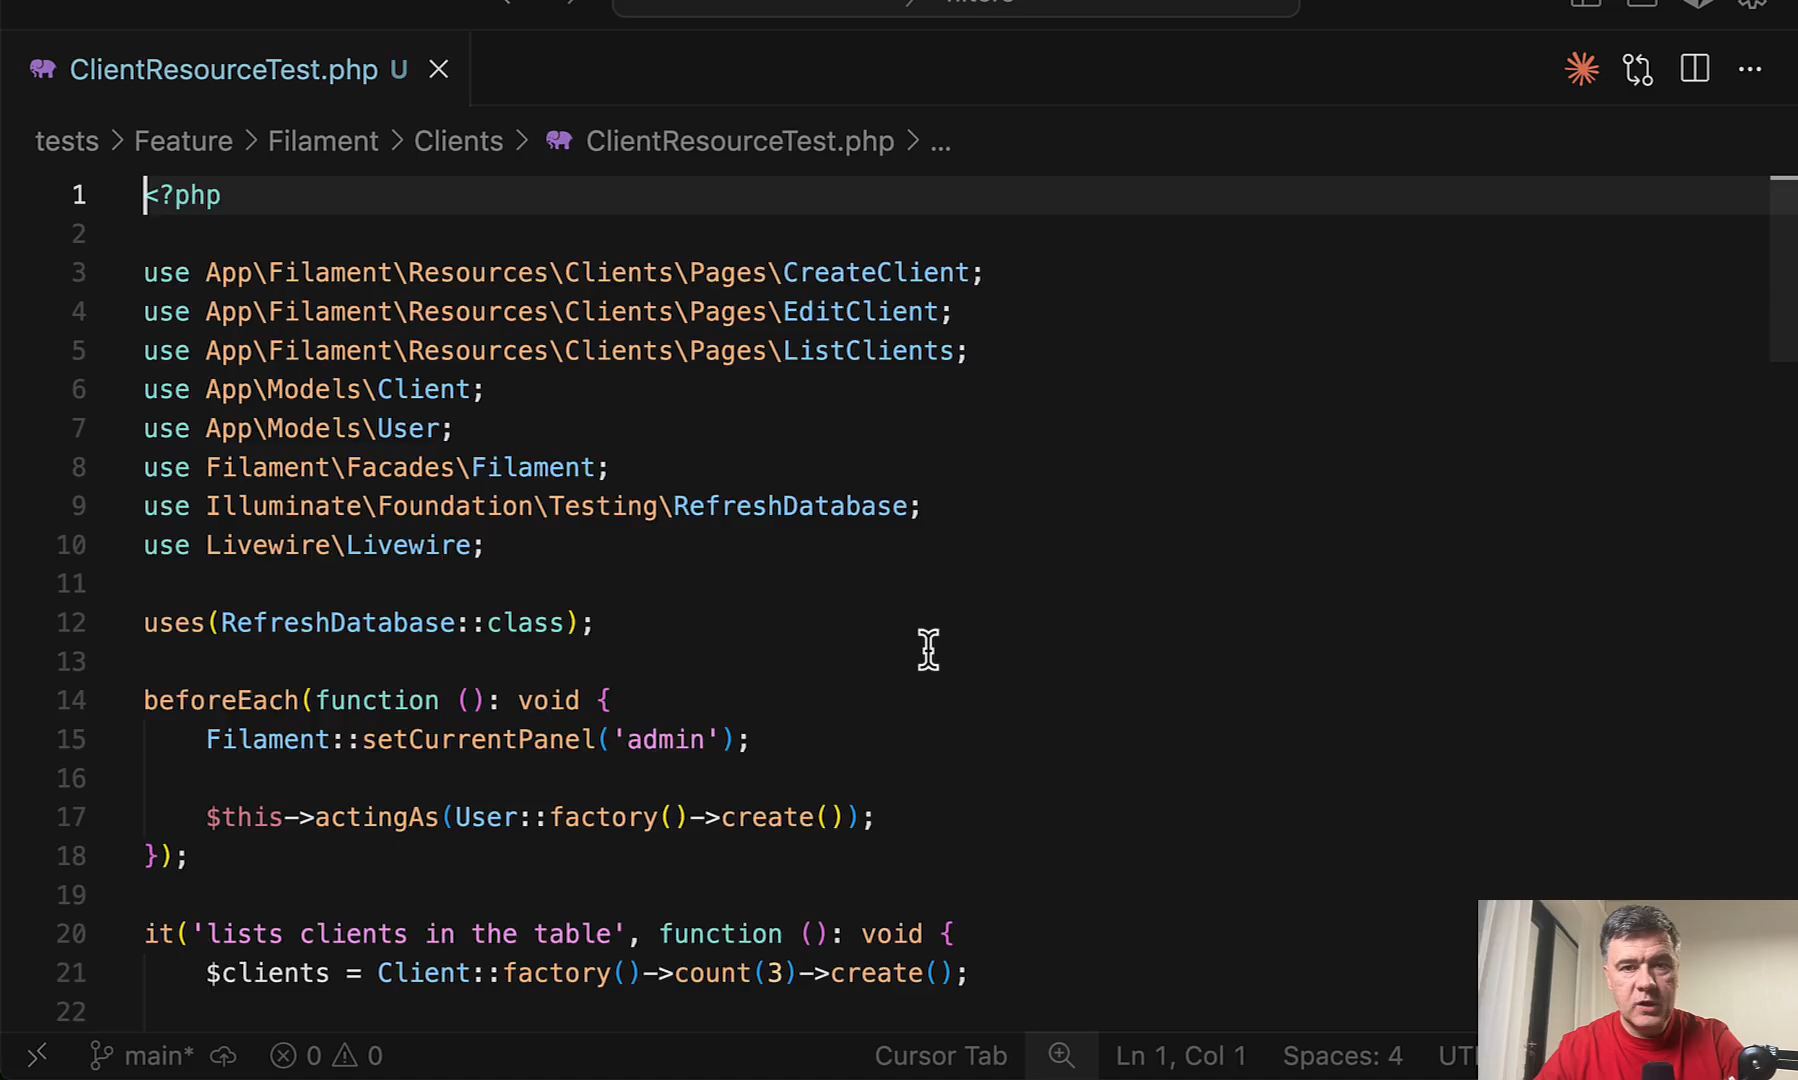 ClientResourceTest.php U
tests > Feature > Filament > Clients > ClientResourceTest.php > ...
1 <?php
2
3 use App\Filament\Resources\Clients\Pages\CreateClient;
4 use App\Filament\Resources\Clients\Pages\EditClient;
5 use App\Filament\Resources\Clients\Pages\ListClients;
6 use App\Models\Client;
7 use App\Models\User;
8 use Filament\Facades\Filament;
9 use Illuminate\Foundation\Testing\RefreshDatabase;
10 use Livewire\Livewire;
11
12 uses(RefreshDatabase::class);
13
14 beforeEach(function (): void {
15 Filament::setCurrentPanel('admin');
16
17 $this->actingAs(User::factory()->create());
18 });
19
20 it('lists clients in the table', function (): void {
21 $clients = Client::factory()->count(3)->create();
22
main* 0 0 Cursor Tab Ln 1, Col 1 Spaces: 4